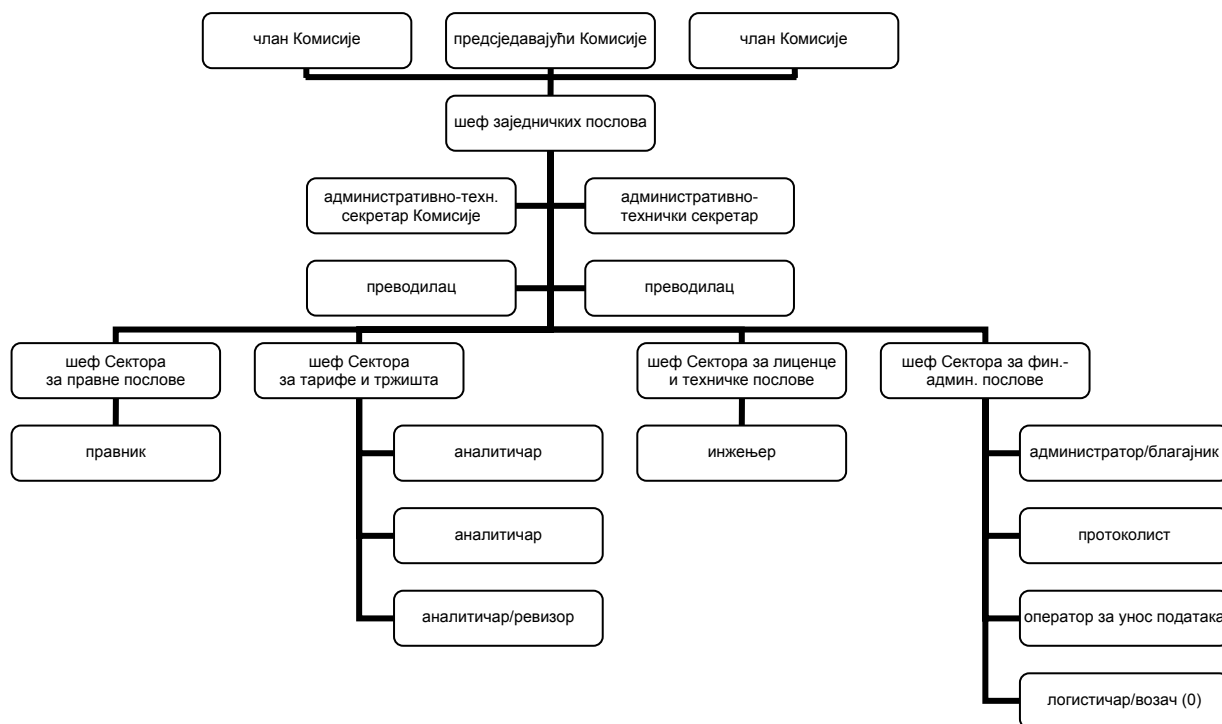 члан Комисије
предсједавајући Комисије
члан Комисије
шеф заједничких послова
административно-техн.
секретар Комисије
административно-
технички секретар
преводилац
преводилац
шеф Сектора
за правне послове
шеф Сектора
за тарифе и тржишта
шеф Сектора за лиценце
и техничке послове
шеф Сектора за фин.-
админ. послове
правник
аналитичар
инжењер
администратор/благајник
аналитичар
протоколист
аналитичар/ревизор
оператор за унос података
логистичар/возач (0)